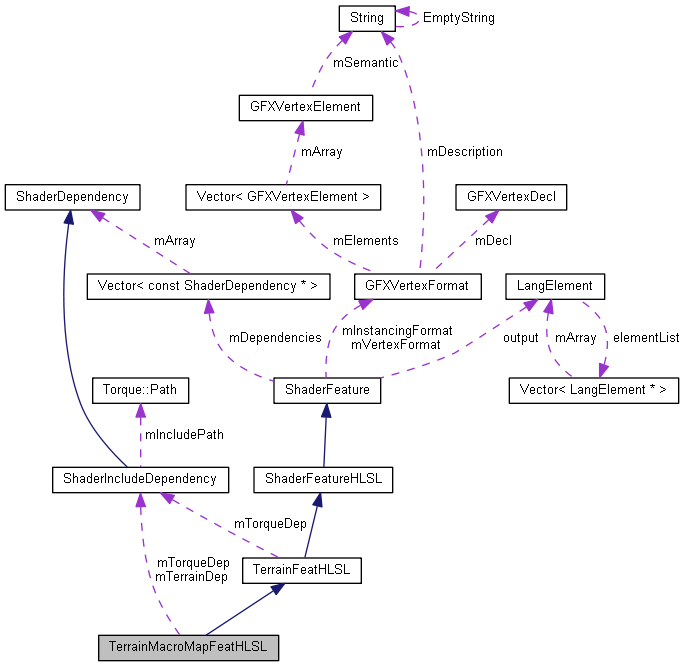 String
EmptyString
mSemantic
GFXVertexElement
mArray
mDescription
ShaderDependency
Vector< GFXVertexElement >
GFXVertexDecl
mArray
mElements
mDecl
Vector< const ShaderDependency * >
GFXVertexFormat
LangElement
mDependencies
mInstancingFormat
mVertexFormat
output
mArray
elementList
Torque::Path
ShaderFeature
Vector< LangElement * >
mIncludePath
ShaderIncludeDependency
ShaderFeatureHLSL
mTorqueDep
mTorqueDep
mTerrainDep
TerrainFeatHLSL
TerrainMacroMapFeatHLSL